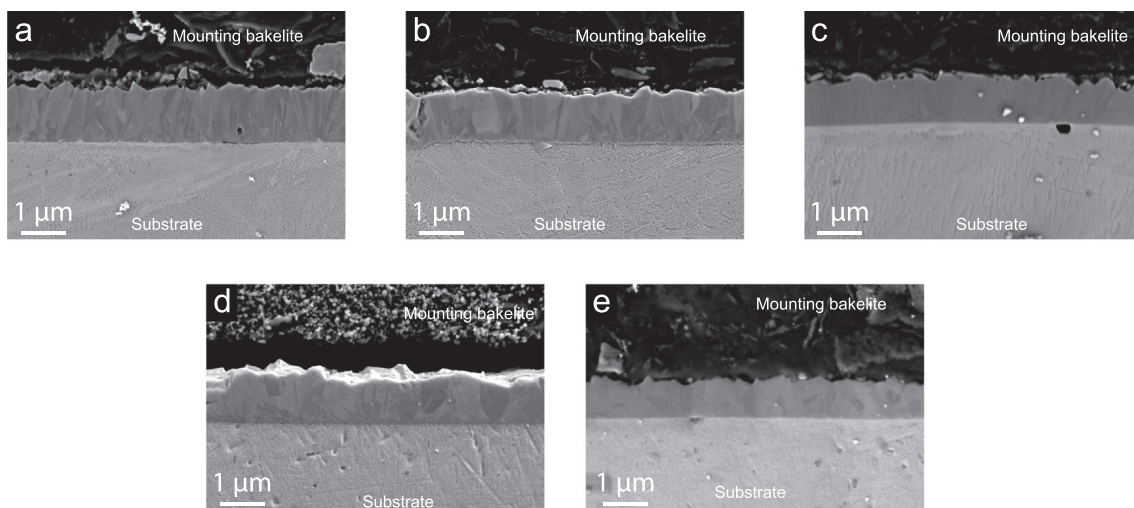 a
Mounting bakelite
1 μm
Substrate
b
Mounting bakelite
1 μm
Substrate
c
Mounting bakelite
1 μm
Substrate
d
Mounting bakelite
1 μm
Substrate
e
Mounting bakelite
1 μm
Substrate